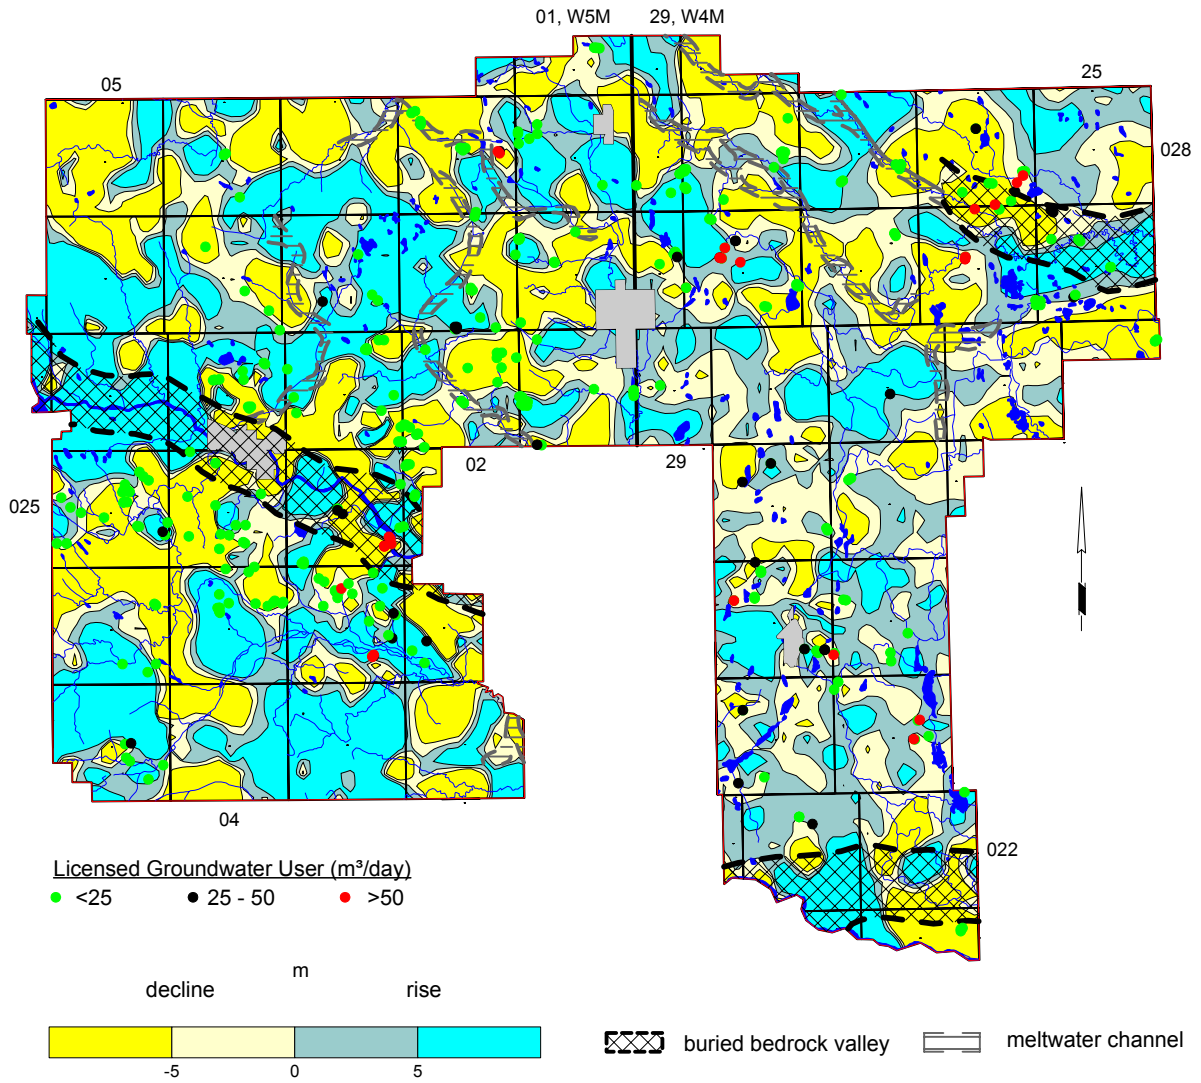 01, W5M 29, W4M
05
25
028
02
29
025
04
022
Licensed Groundwater User (m³/day)
<25 25 - 50 >50
m
decline rise
-5 0 5
buried bedrock valley
meltwater channel